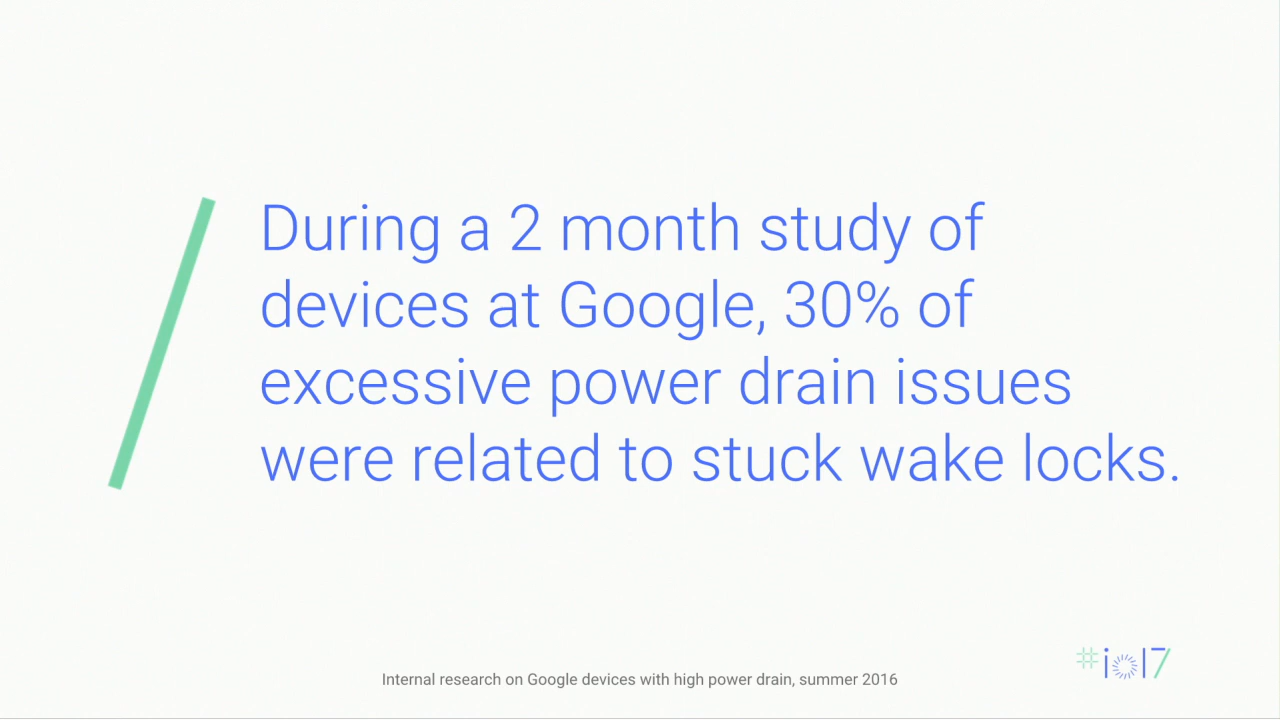 During a 2 month study of
devices at Google, 30% of
excessive power drain issues
were related to stuck wake locks.
Internal research on Google devices with high power drain, summer 2016
#io17